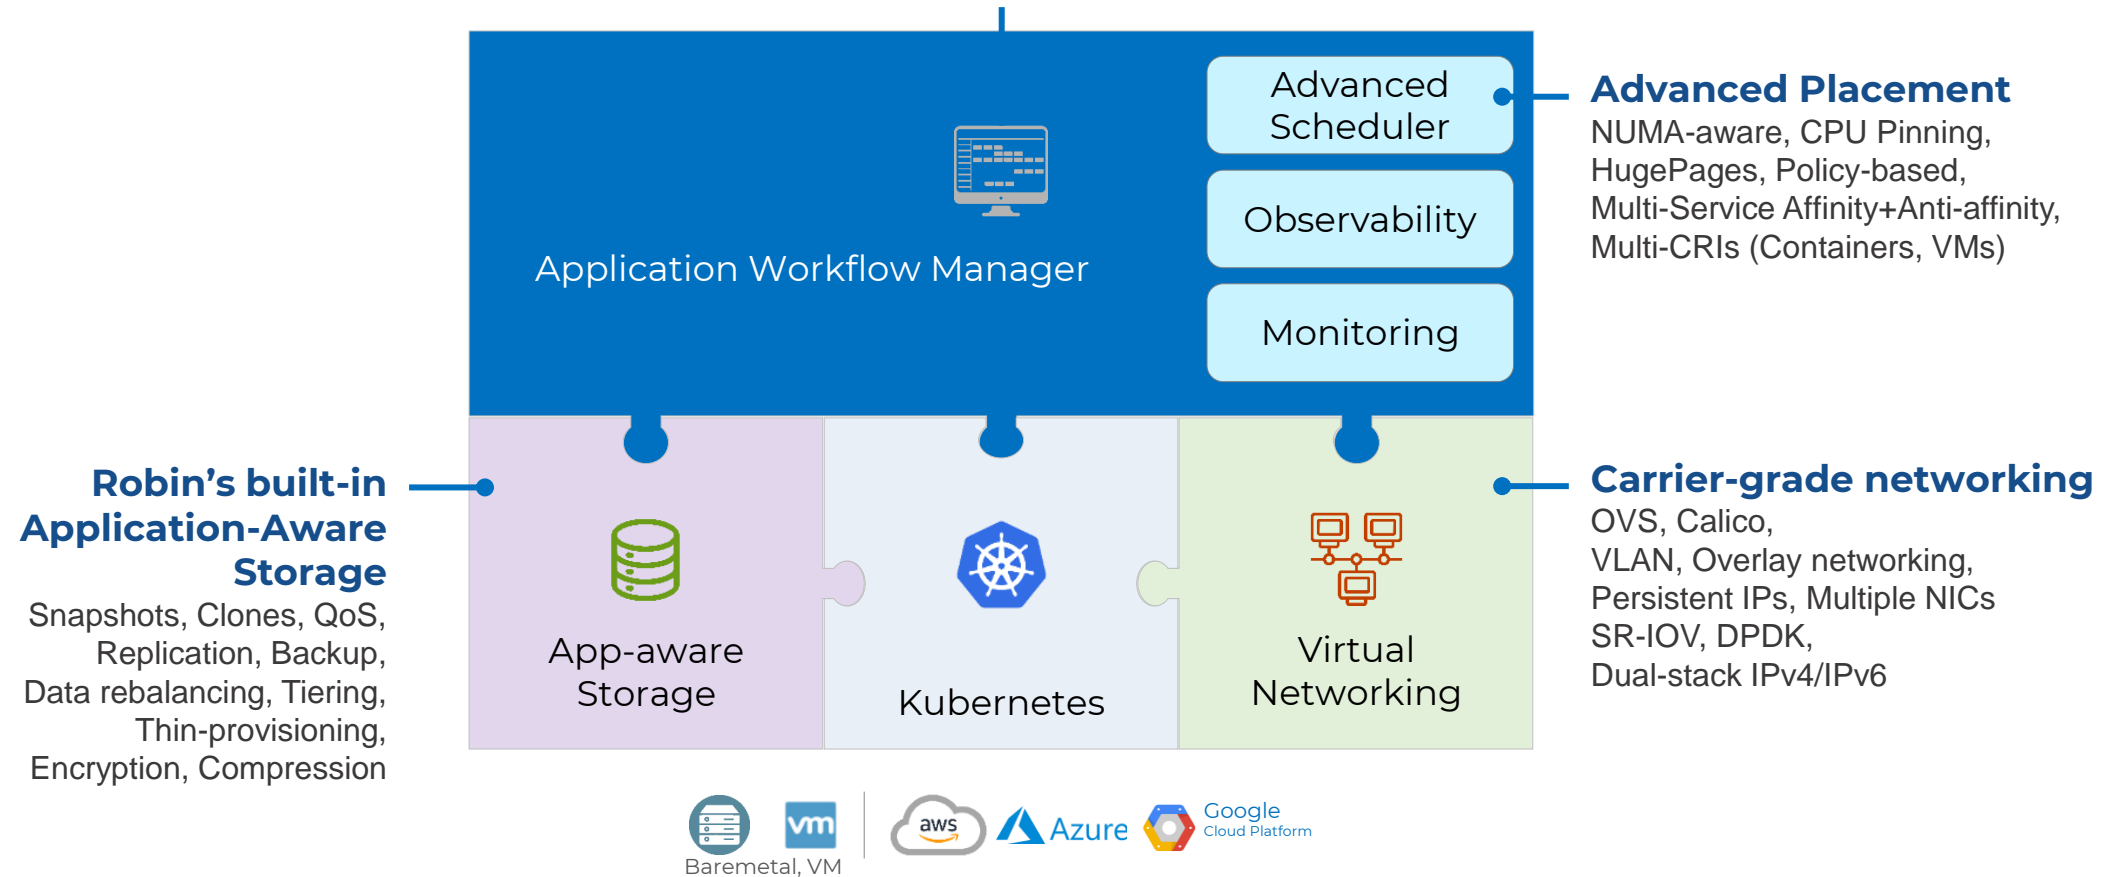 Advanced
Scheduler
Observability
Monitoring
Application Workflow Manager
Advanced Placement
NUMA-aware, CPU Pinning,
HugePages, Policy-based,
Multi-Service Affinity+Anti-affinity,
Multi-CRIs (Containers, VMs)
Robin’s built-in
Application-Aware
Storage
Snapshots, Clones, QoS,
Replication, Backup,
Data rebalancing, Tiering,
Thin-provisioning,
Encryption, Compression
App-aware
Storage
Kubernetes
Virtual
Networking
Carrier-grade networking
OVS, Calico,
VLAN, Overlay networking,
Persistent IPs, Multiple NICs
SR-IOV, DPDK,
Dual-stack IPv4/IPv6
vm
Baremetal, VM
aws
Azure
Google
Cloud Platform